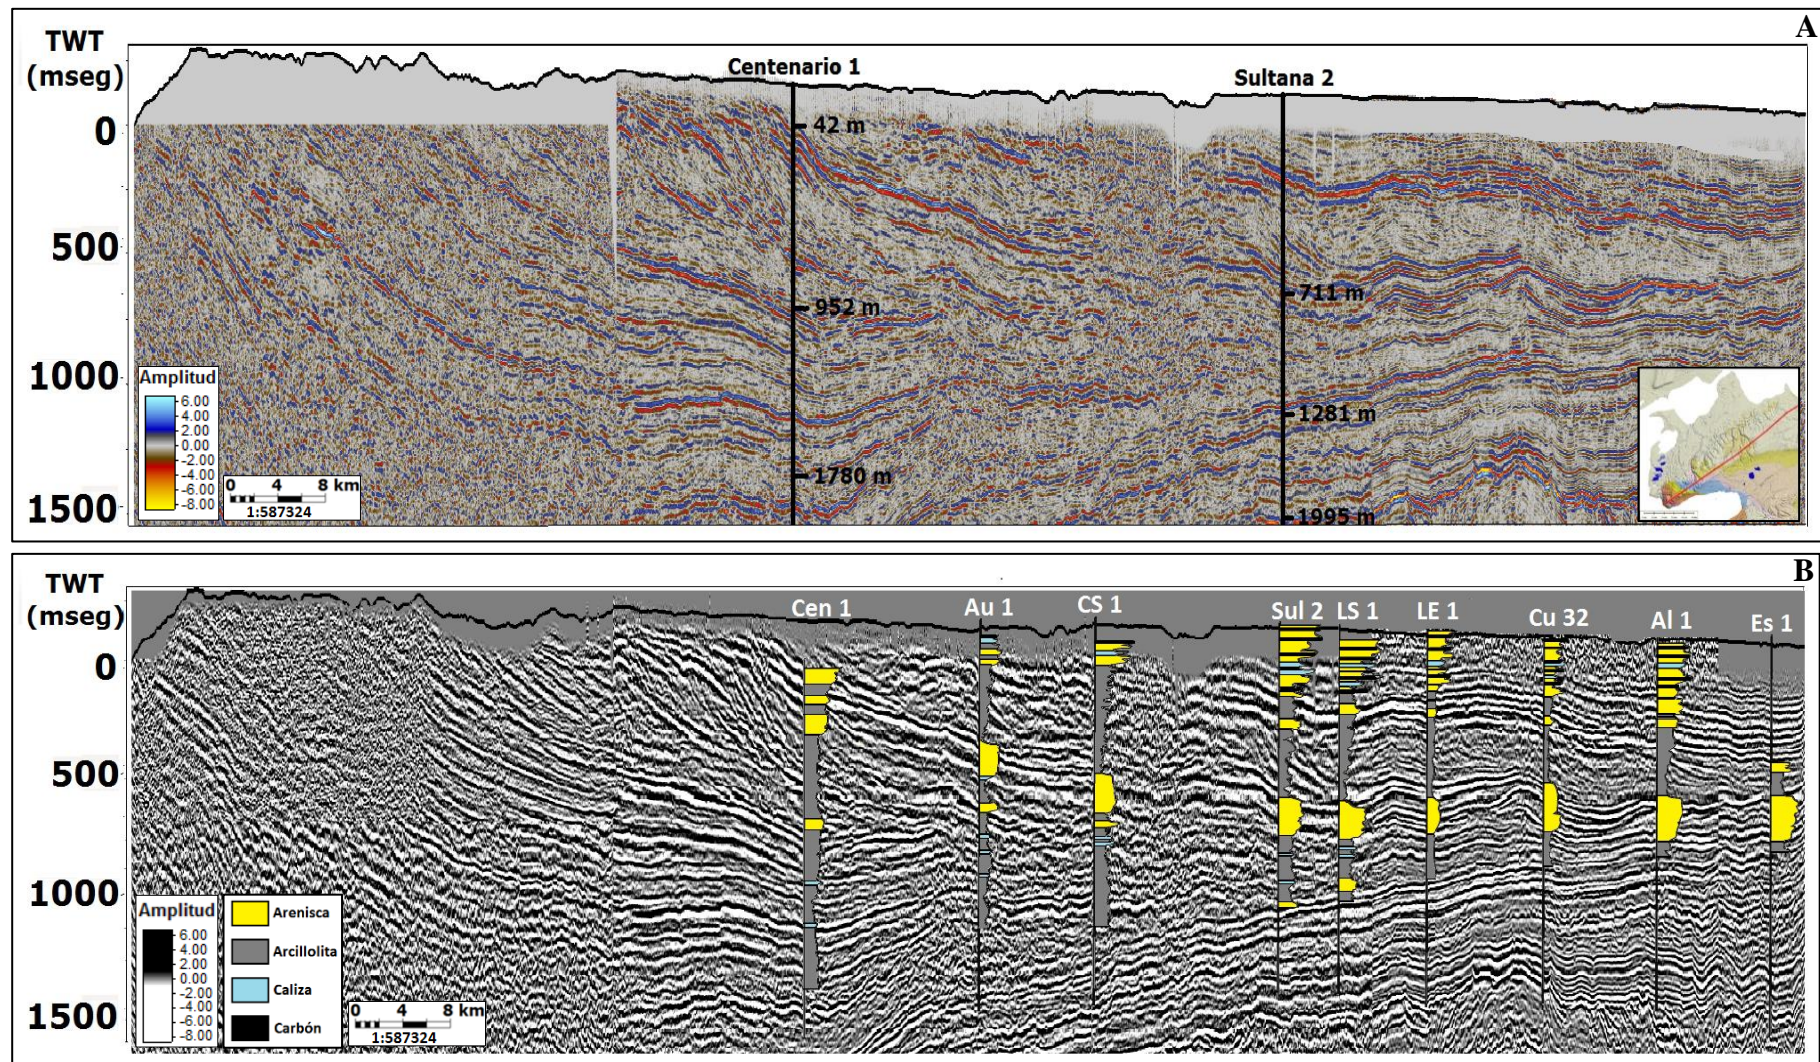 A
TWT
(mseg)
Centenario 1
Sultana 2
0
42 m
500
711 m
952 m
1000
Amplitud
6.00
4.00
2.00
0.00
-2.00
-4.00
-6.00
-8.00
0 4 8 km
1:587324
1281 m
1780 m
1500
1995 m
B
TWT
(mseg)
Cen 1
Au 1
CS 1
Sul 2
LS 1
LE 1
Cu 32
Al 1
Es 1
0
500
1000
Amplitud
6.00
4.00
2.00
0.00
-2.00
-4.00
-6.00
-8.00
Arenisca
Arcillolita
Caliza
Carbón
0 4 8 km
1:587324
1500